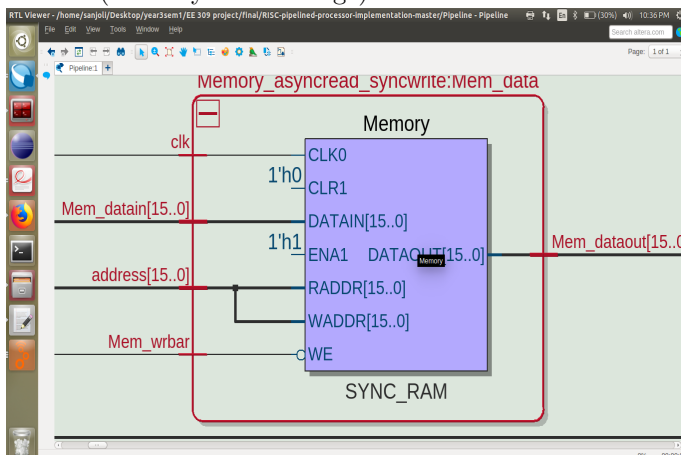 RTL Viewer - /home/sanjoli/Desktop/year3sem1/EE 309 project/final/RISC-pipelined-processor-implementation-master/Pipeline - Pipeline
En
(30%)
10:36 PM
File Edit View Tools Window Help
Search altera.com
Page: 1 of 1
Pipeline:1
Memory_asyncread_syncwrite:Mem_data
Memory
clk
CLK0
1'h0
CLR1
Mem_datain[15..0]
DATAIN[15..0]
1'h1
ENA1
DATAOUT[15..0]
Memory
Mem_dataout[15..0
address[15..0]
RADDR[15..0]
WADDR[15..0]
Mem_wrbar
WE
SYNC_RAM